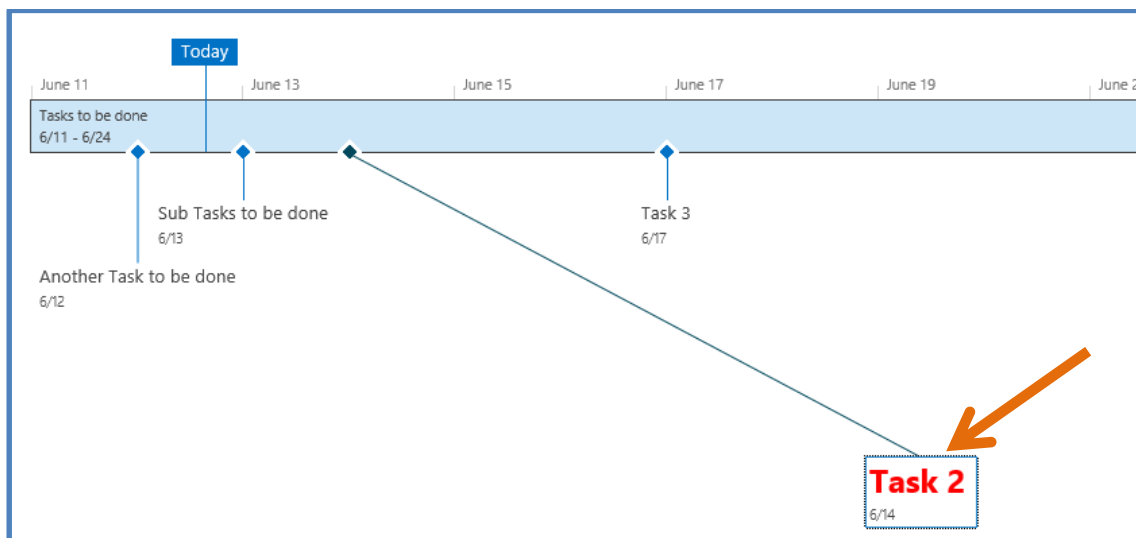 Today
June 11
June 13
June 15
June 17
June 19
June 2
Tasks to be done
6/11 - 6/24
Sub Tasks to be done
6/13
Task 3
6/17
Another Task to be done
6/12
Task 2
6/14